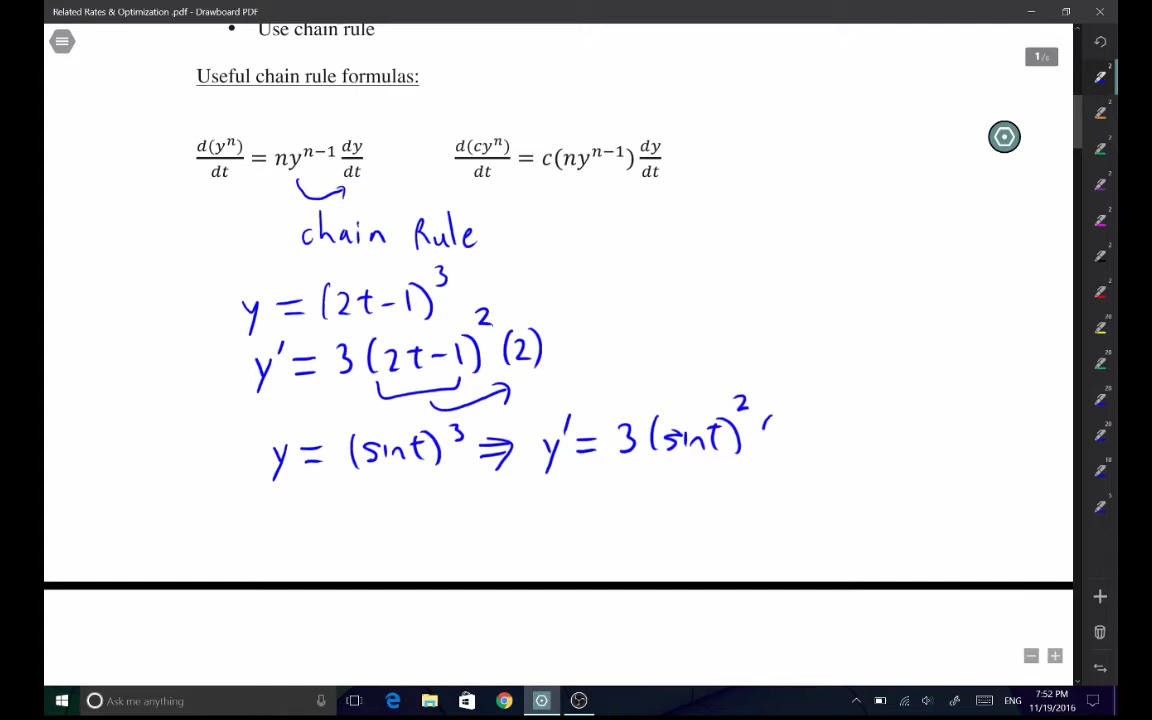 Related Rates & Optimization .pdf - Drawboard PDF
• Use chain rule
1/6
Useful chain rule formulas:
d(yⁿ)/dt = nyⁿ⁻¹ dy/dt    d(cyⁿ)/dt = c(nyⁿ⁻¹) dy/dt
chain Rule
y = (2t-1)³
y' = 3(2t-1)² (2)
y = (sint)³ ⇒ y' = 3(sint)² (
Ask me anything
ENG
7:52 PM
11/19/2016